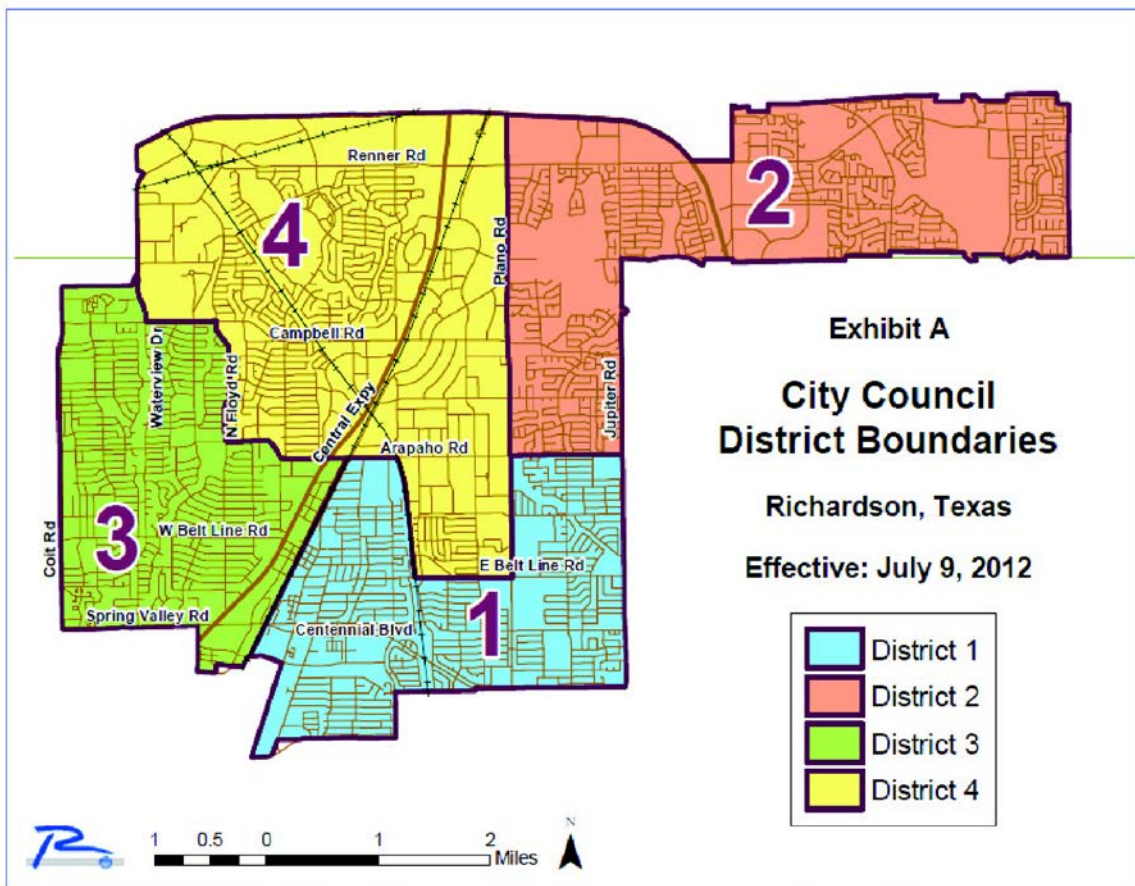 Renner Rd
2
4
Plano Rd
Exhibit A
Campbell Rd
Waterview Dr
N Floyd Rd
Jupiter Rd
City Council
District Boundaries
Central Expy
Arapaho Rd
Richardson, Texas
Coit Rd
3
W Belt Line Rd
E Belt Line Rd
Effective: July 9, 2012
Spring Valley Rd
Centennial Blvd
1
District 1
District 2
District 3
District 4
1 0.5 0 1 2
Miles
N